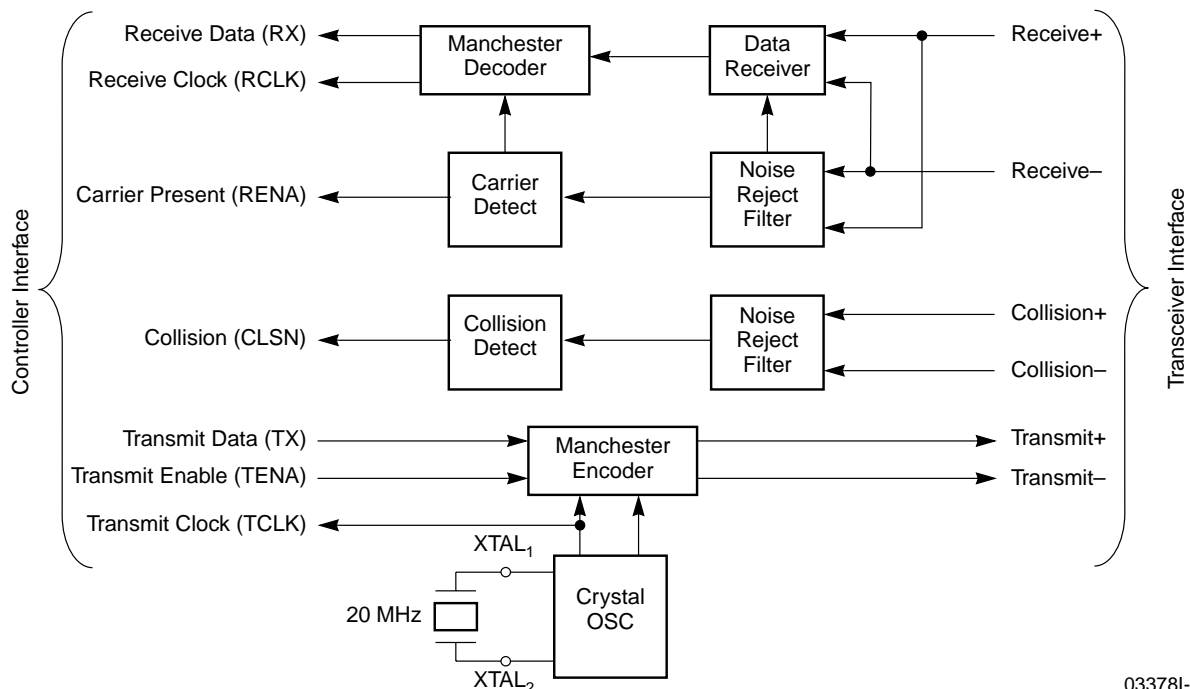 Receive Data (RX)
Manchester
Decoder
Data
Receiver
Receive+
Receive Clock (RCLK)
Carrier Present (RENA)
Carrier
Detect
Noise
Reject
Filter
Receive–
Controller Interface
Transceiver Interface
Collision (CLSN)
Collision
Detect
Noise
Reject
Filter
Collision+
Collision–
Transmit Data (TX)
Manchester
Encoder
Transmit+
Transmit Enable (TENA)
Transmit–
Transmit Clock (TCLK)
XTAL1
20 MHz
Crystal
OSC
XTAL2
03378I-